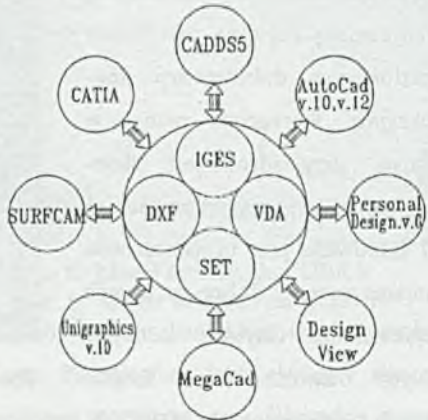 CADDS5
CATIA
AutoCad
v.10,v.12
IGES
SURFCAM
DXF
VDA
Personal
Design.v.6
SET
Unigraphics
v.10
Design
View
MegaCad